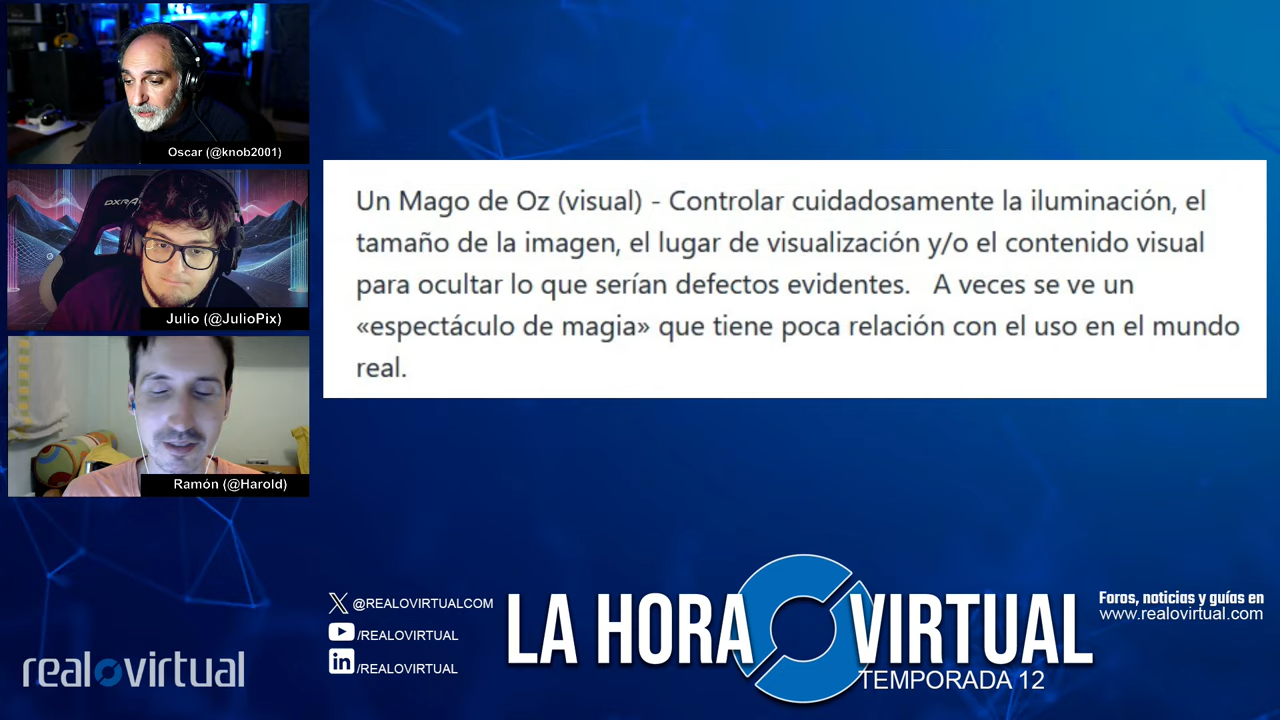 Oscar (@knob2001)
DXRA
Julio (@JulioPix)
Ramón (@Harold)
Un Mago de Oz (visual) - Controlar cuidadosamente la iluminación, el
tamaño de la imagen, el lugar de visualización y/o el contenido visual
para ocultar lo que serían defectos evidentes.   A veces se ve un
«espectáculo de magia» que tiene poca relación con el uso en el mundo
real.
@REALOVIRTUALCOM
/REALOVIRTUAL
/REALOVIRTUAL
LA HORA VIRTUAL
TEMPORADA 12
Foros, noticias y guías en
www.realovirtual.com
realovirtual